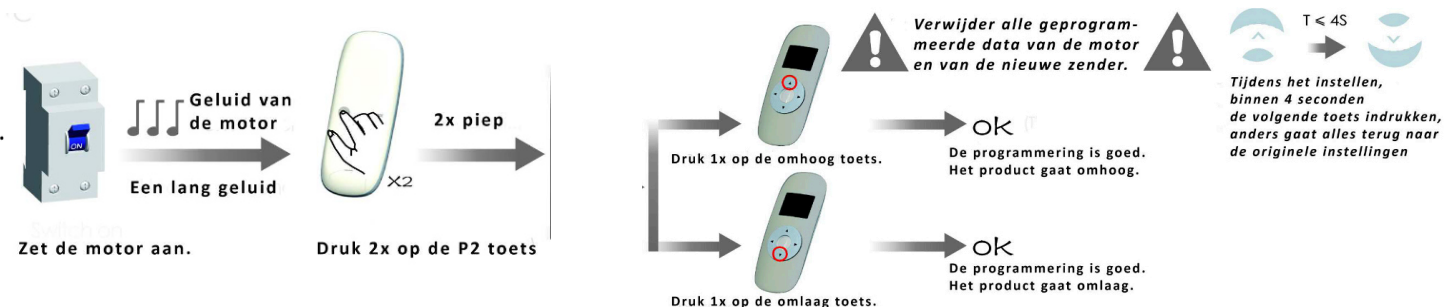 ON
Geluid van
de motor
Een lang geluid
Zet de motor aan.
X2
Druk 2x op de P2 toets
2x piep
Druk 1x op de omhoog toets.
ok
De programmering is goed.
Het product gaat omhoog.
Druk 1x op de omlaag toets.
ok
De programmering is goed.
Het product gaat omlaag.
Verwijder alle geprogram-
meerde data van de motor
en van de nieuwe zender.
T ⩽ 4S
Tijdens het instellen,
binnen 4 seconden
de volgende toets indrukken,
anders gaat alles terug naar
de originele instellingen